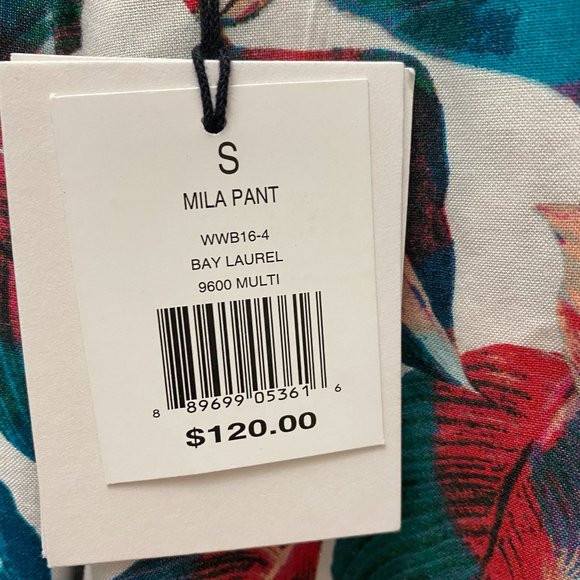 S
MILA PANT
WWB16-4
BAY LAUREL
9600 MULTI
8 89699 05361 6
$120.00